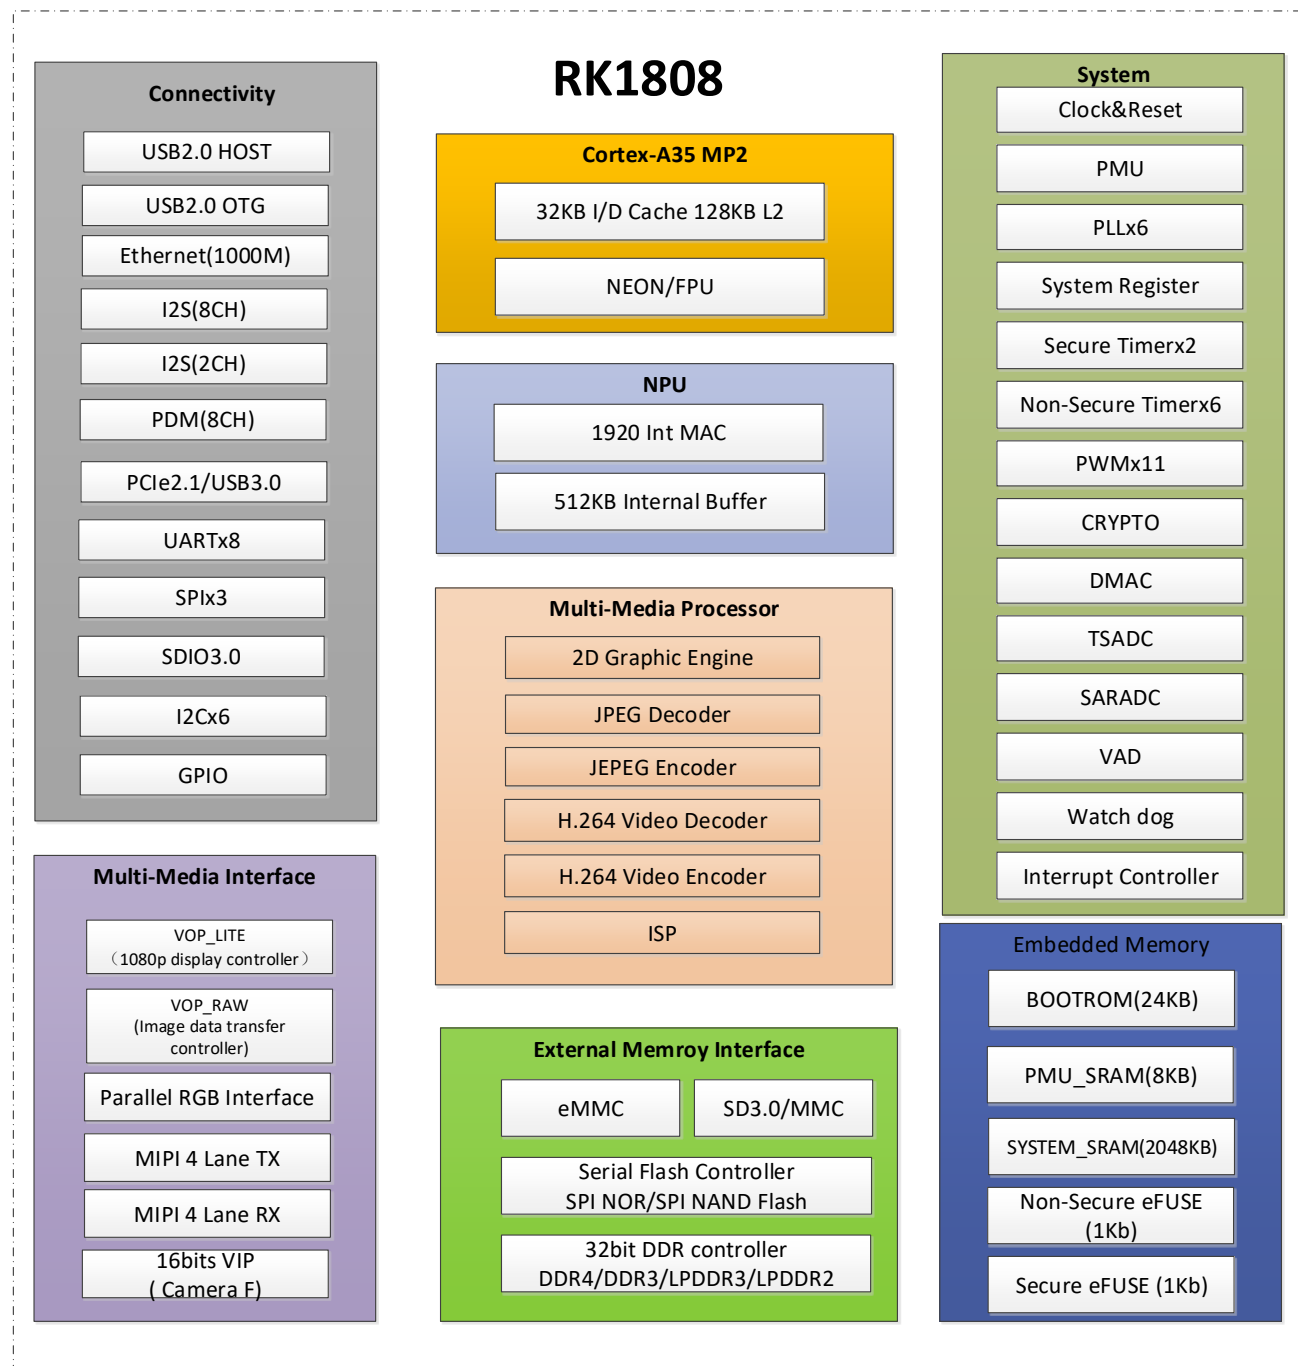 RK1808
Connectivity
USB2.0 HOST
USB2.0 OTG
Ethernet(1000M)
I2S(8CH)
I2S(2CH)
PDM(8CH)
PCIe2.1/USB3.0
UARTx8
SPIx3
SDIO3.0
I2Cx6
GPIO
Multi-Media Interface
VOP_LITE
（1080p display controller）
VOP_RAW
(Image data transfer
controller)
Parallel RGB Interface
MIPI 4 Lane TX
MIPI 4 Lane RX
16bits VIP
( Camera F)
Cortex-A35 MP2
32KB I/D Cache 128KB L2
NEON/FPU
NPU
1920 Int MAC
512KB Internal Buffer
Multi-Media Processor
2D Graphic Engine
JPEG Decoder
JEPEG Encoder
H.264 Video Decoder
H.264 Video Encoder
ISP
External Memroy Interface
eMMC
SD3.0/MMC
Serial Flash Controller
SPI NOR/SPI NAND Flash
32bit DDR controller
DDR4/DDR3/LPDDR3/LPDDR2
System
Clock&Reset
PMU
PLLx6
System Register
Secure Timerx2
Non-Secure Timerx6
PWMx11
CRYPTO
DMAC
TSADC
SARADC
VAD
Watch dog
Interrupt Controller
Embedded Memory
BOOTROM(24KB)
PMU_SRAM(8KB)
SYSTEM_SRAM(2048KB)
Non-Secure eFUSE
(1Kb)
Secure eFUSE (1Kb)